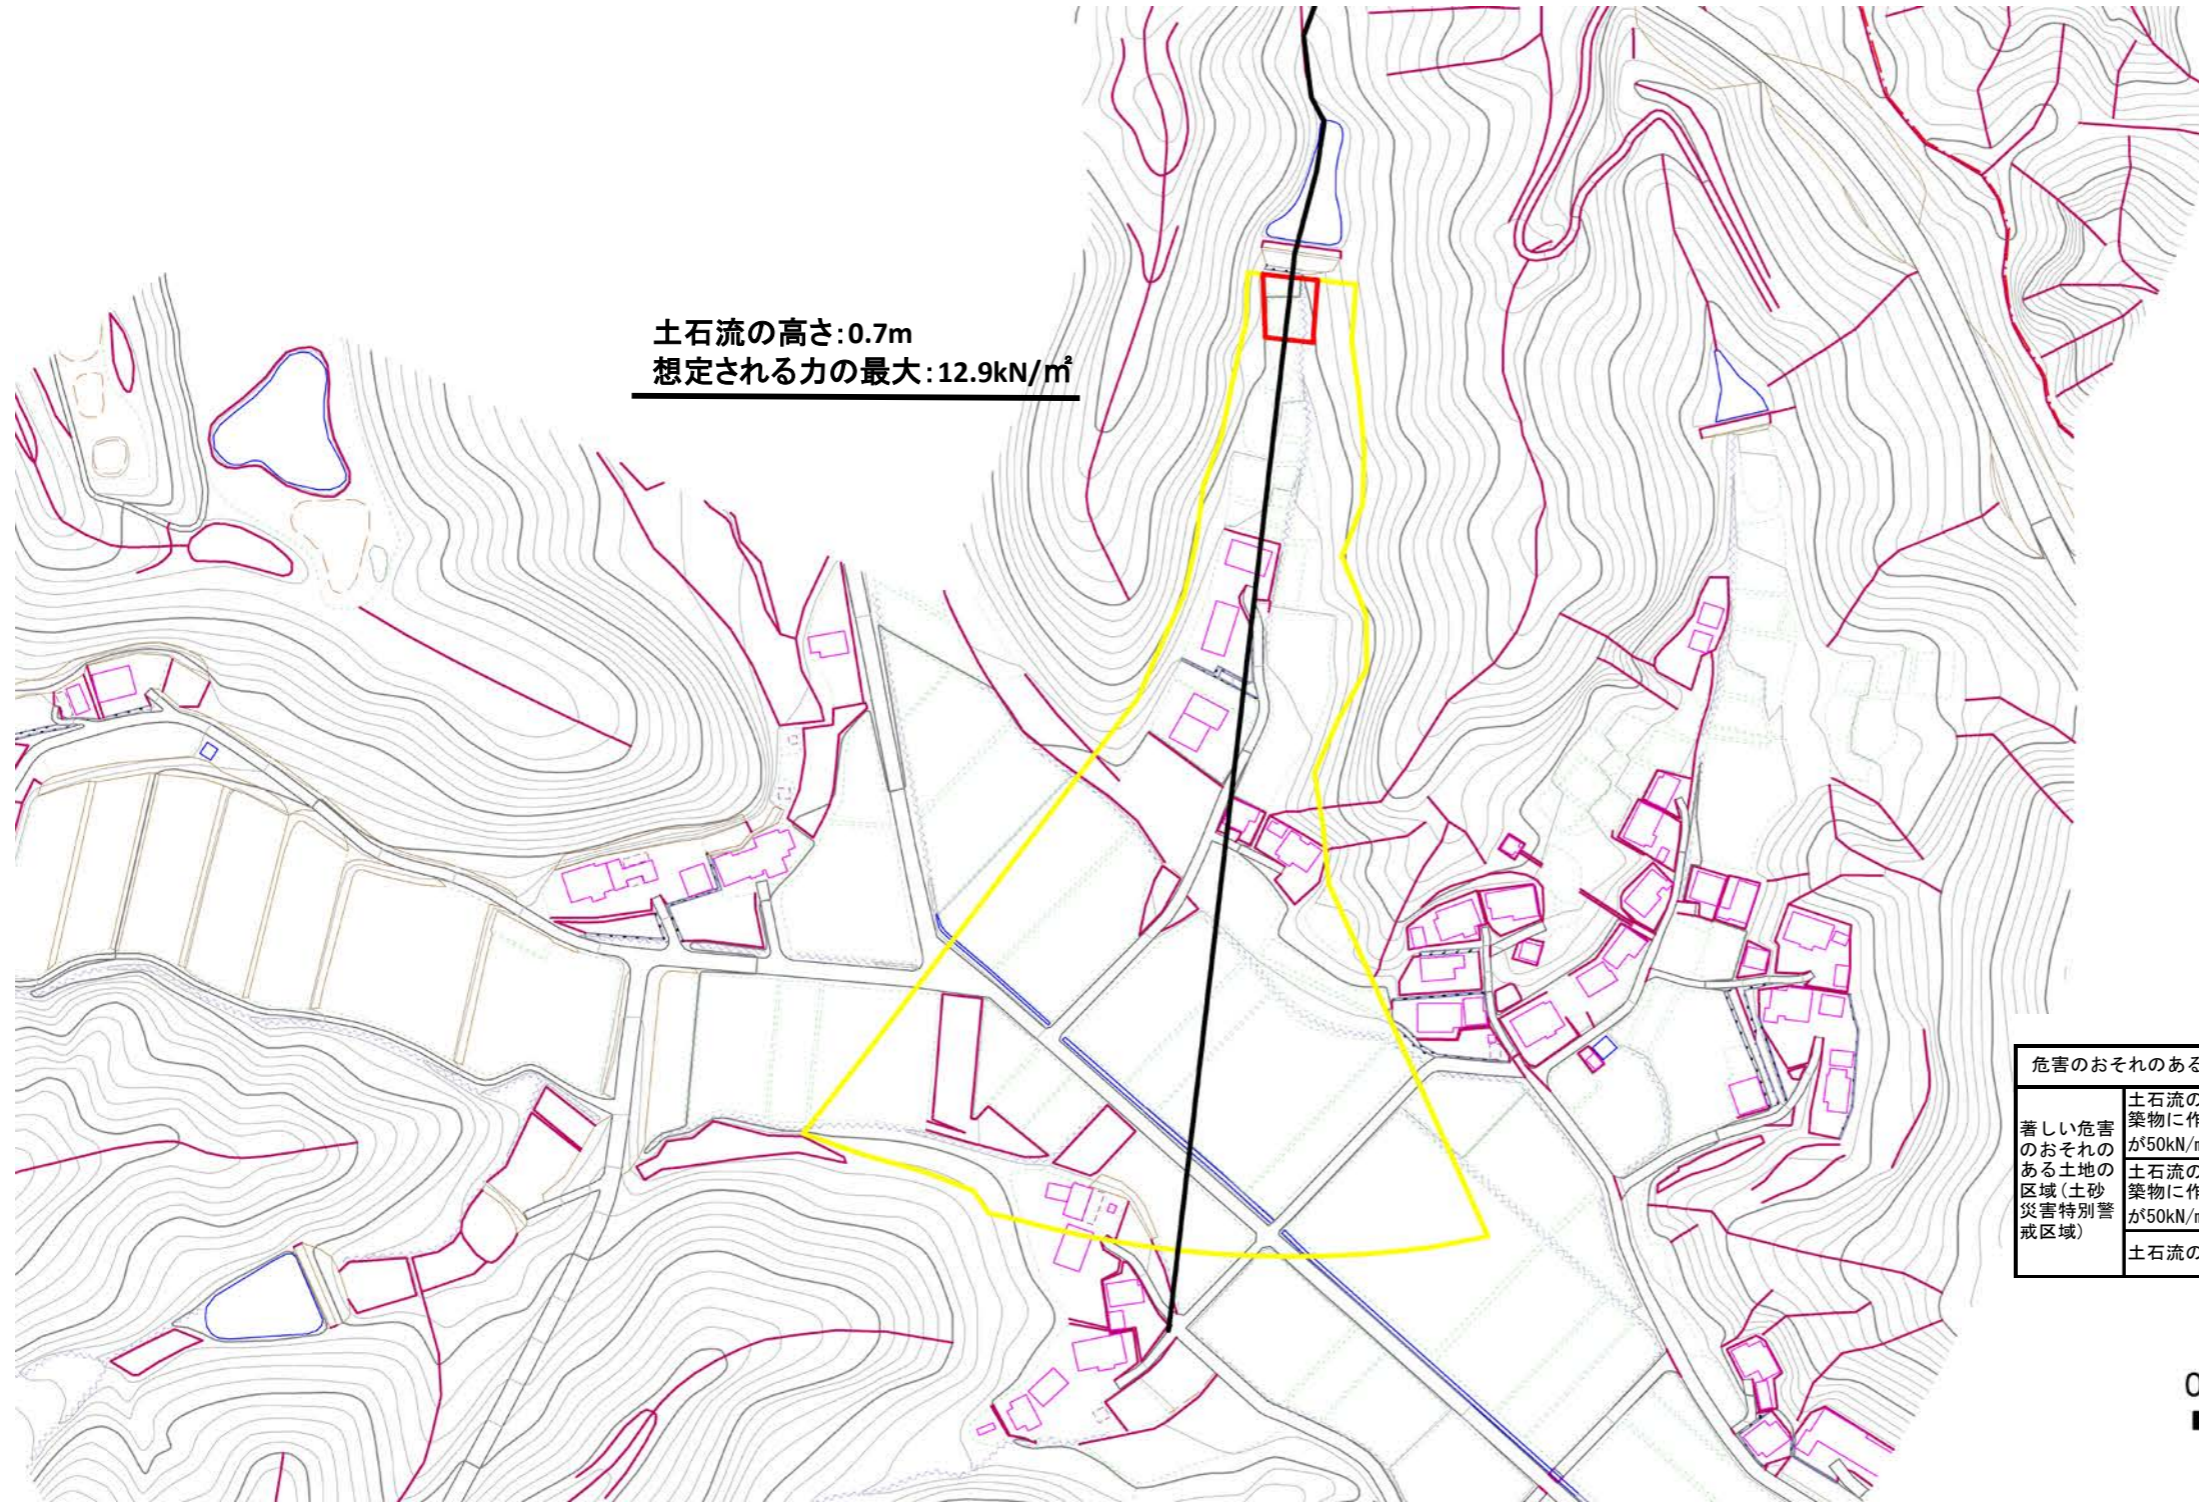 土石流の高さ:0.7m
想定される力の最大:12.9kN/㎡
危害のおそれのある
著しい危害
のおそれの
ある土地の
区域(土砂
災害特別警
戒区域)
土石流の
築物に作
が50kN/
土石流の
築物に作
が50kN/
土石流の
0